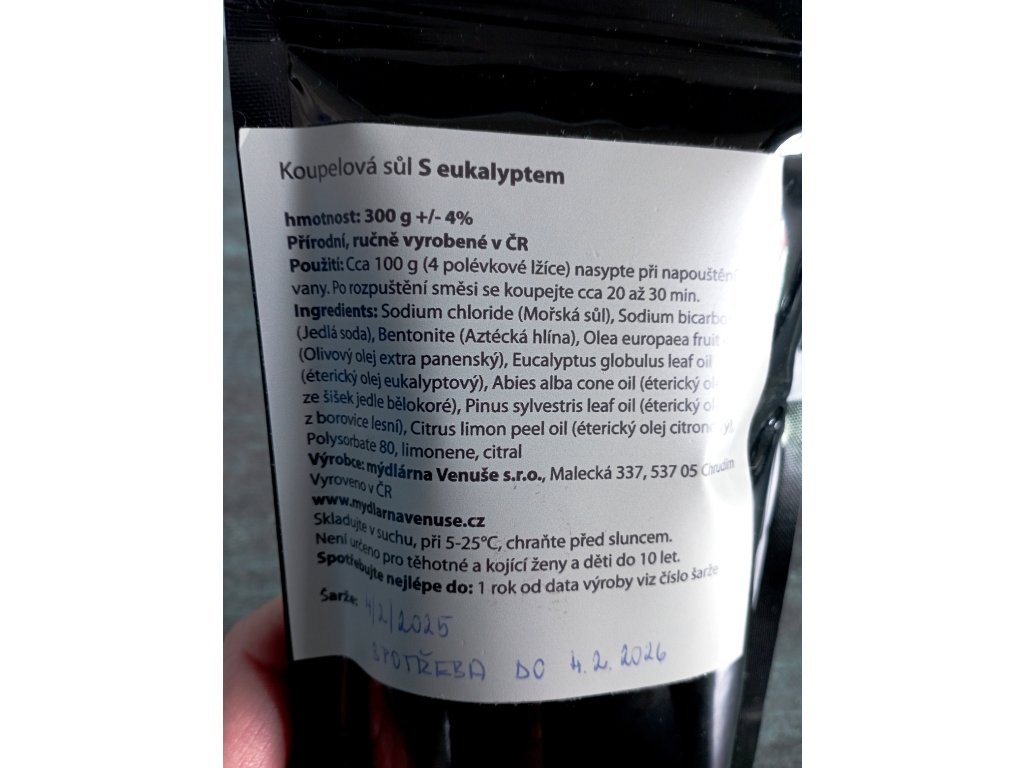 Koupelová sůl S eukalyptem
hmotnost: 300 g +/- 4%
Přírodní, ručně vyrobené v ČR
Použití: Cca 100 g (4 polévkové lžíce) nasypte při napouštěn
vany. Po rozpuštění směsi se koupejte cca 20 až 30 min.
Ingredients: Sodium chloride (Mořská sůl), Sodium bicarbo
(Jedlá soda), Bentonite (Aztécká hlína), Olea europaea fruit
(Olivový olej extra panenský), Eucalyptus globulus leaf oil
(éterický olej eukalyptový), Abies alba cone oil (éterický ol
ze šišek jedle bělokoré), Pinus sylvestris leaf oil (éterický ol
z borovice lesní), Citrus limon peel oil (éterický olej citronový),
Polysorbate 80, limonene, citral
Výrobce: mýdlárna Venuše s.r.o., Malecká 337, 537 05 Chrudim
Vyroveno v ČR
www.mydlarnavenuse.cz
Skladujte v suchu, při 5-25°C, chraňte před sluncem.
Není určeno pro těhotné a kojící ženy a děti do 10 let.
Spotřebujte nejlépe do: 1 rok od data výroby viz číslo šarže
Šarže: 4/2/2025
SPOTŘEBA DO 4.2.2026